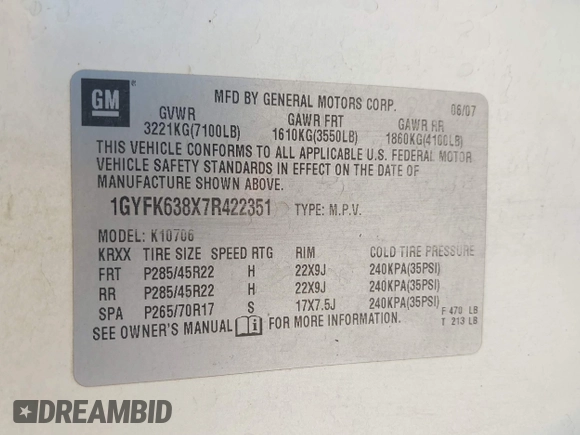 GM ®
MFD BY GENERAL MOTORS CORP. 06/07
GVWR GAWR FRT GAWR RR
3221KG(7100LB) 1610KG(3550LB) 1860KG(4100LB)
THIS VEHICLE CONFORMS TO ALL APPLICABLE U.S. FEDERAL MOTOR
VEHICLE SAFETY STANDARDS IN EFFECT ON THE DATE OF
MANUFACTURE SHOWN ABOVE.
1GYFK638X7R422351 TYPE: M.P.V.
MODEL: K10706
KRXX TIRE SIZE SPEED RTG RIM COLD TIRE PRESSURE
FRT P285/45R22 H 22X9J 240KPA(35PSI)
RR P285/45R22 H 22X9J 240KPA(35PSI)
SPA P265/70R17 S 17X7.5J 240KPA(35PSI)
F 470 LB
SEE OWNER'S MANUAL FOR MORE INFORMATION. T 213 LB
DREAMBID